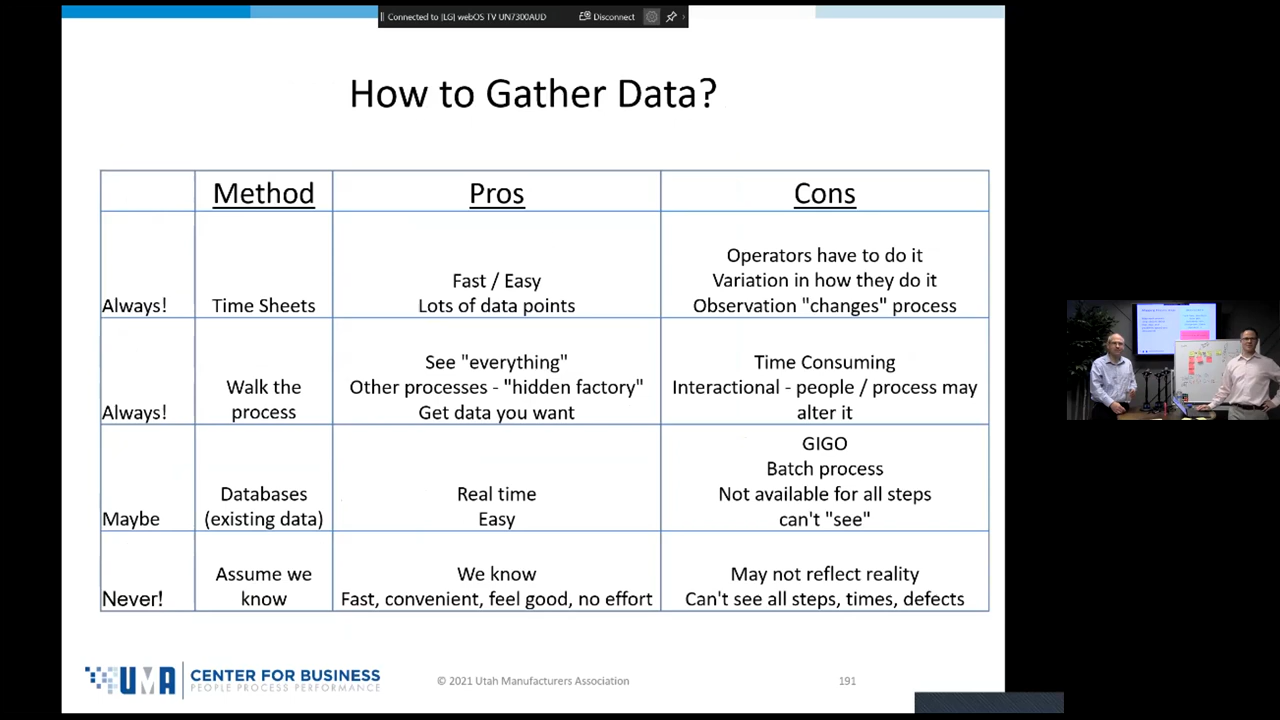 Connected to [LG] webOS TV UN7300AUD
Disconnect
How to Gather Data?
Method
Pros
Cons
Always!
Time Sheets
Fast / Easy
Lots of data points
Operators have to do it
Variation in how they do it
Observation "changes" process
Always!
Walk the
process
See "everything"
Other processes - "hidden factory"
Get data you want
Time Consuming
Interactional - people / process may
alter it
Maybe
Databases
(existing data)
Real time
Easy
GIGO
Batch process
Not available for all steps
can't "see"
Never!
Assume we
know
We know
Fast, convenient, feel good, no effort
May not reflect reality
Can't see all steps, times, defects
UMA
CENTER FOR BUSINESS
PEOPLE PROCESS PERFORMANCE
© 2021 Utah Manufacturers Association
191